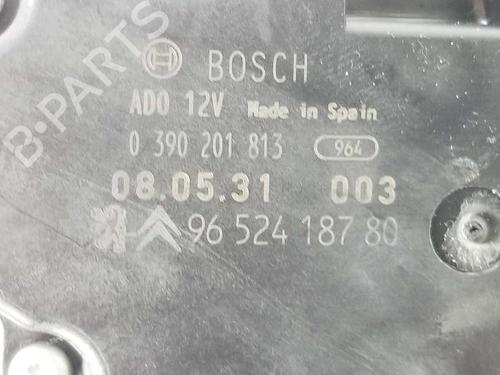 B-PARTS
BOSCH
ADO 12V Made in Spain
0 390 201 813 964
08.05.31 003
96 524 187 80